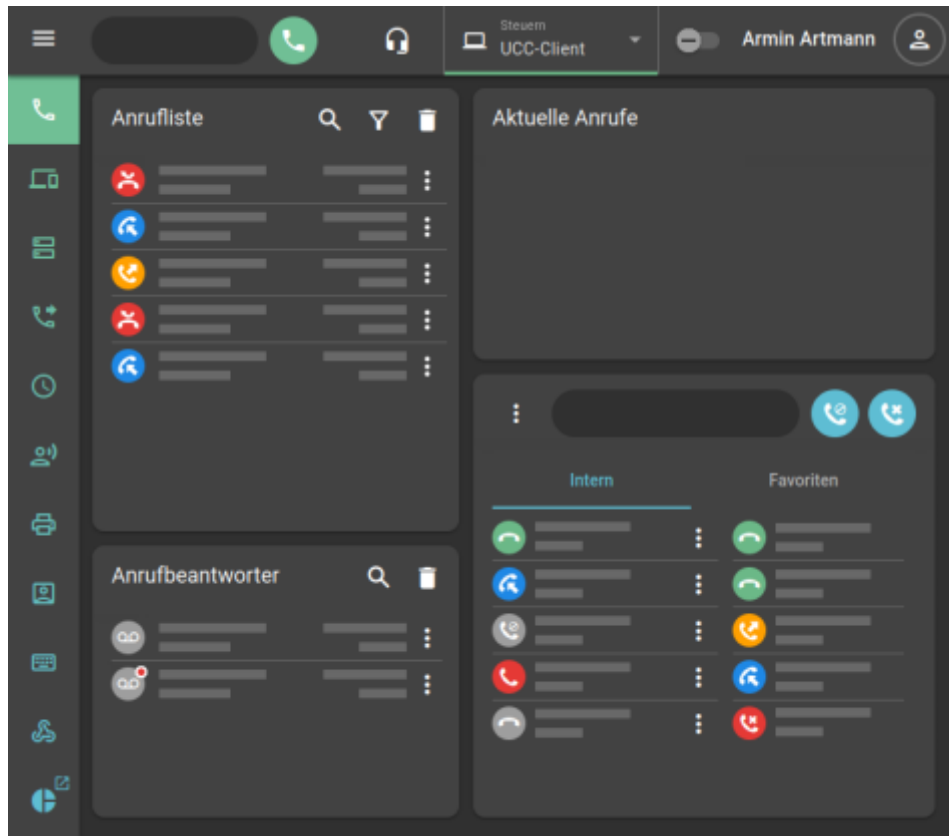 Steuern
UCC-Client
Armin Artmann
Anrufliste
Aktuelle Anrufe
Intern
Favoriten
Anrufbeantworter